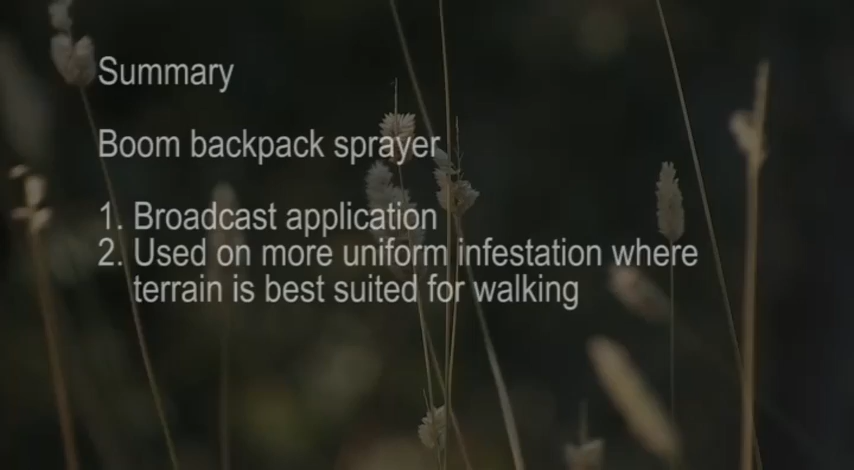 Summary
Boom backpack sprayer
1. Broadcast application
2. Used on more uniform infestation where
terrain is best suited for walking